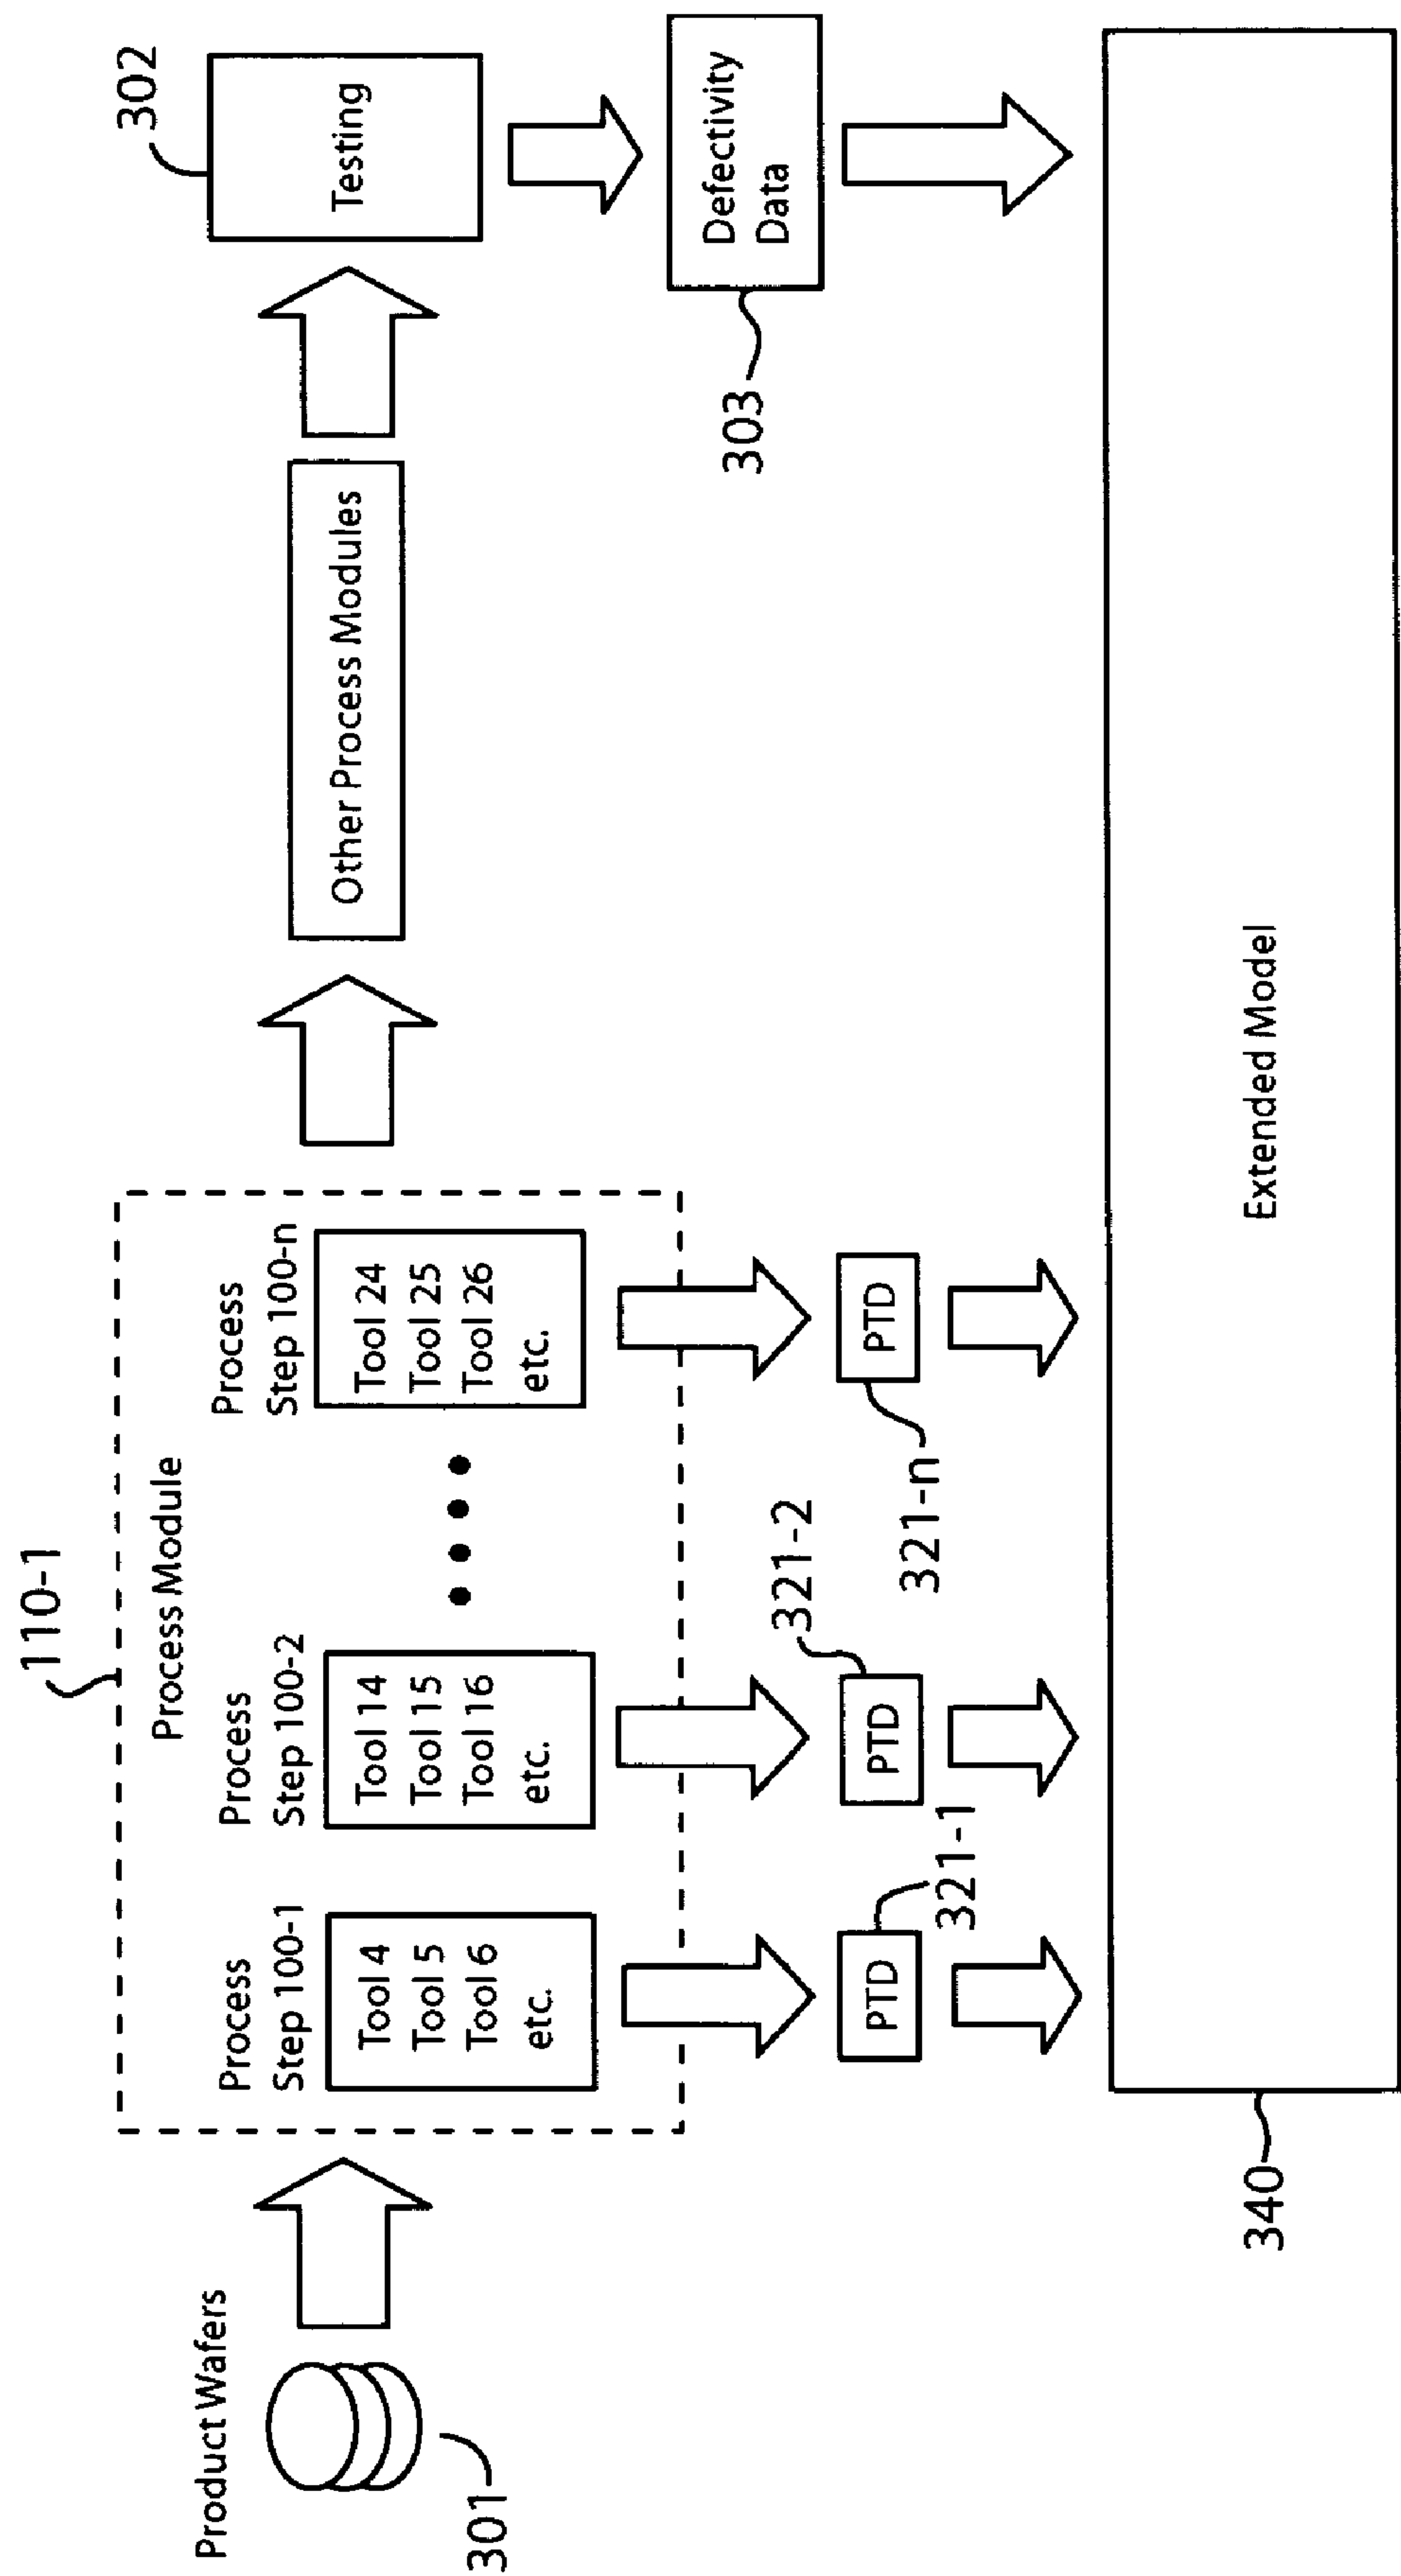 110-1
302
Process Module
Product Wafers
Process
Step 100-1
Process
Step 100-2
Process
Step 100-n
Tool 4
Tool 5
Tool 6
etc.
Tool 14
Tool 15
Tool 16
etc.
Tool 24
Tool 25
Tool 26
etc.
Other Process Modules
Testing
301
303
Defectivity
Data
321-2
PTD
PTD
PTD
321-1
321-n
Extended Model
340